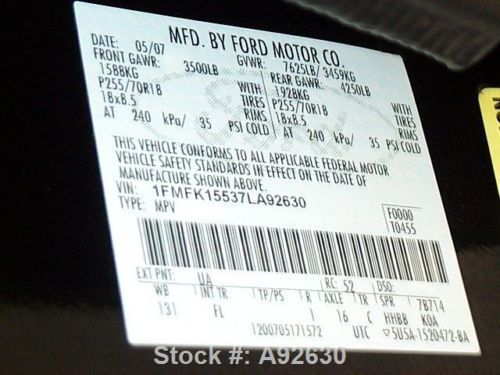 MFD. BY FORD MOTOR CO.
DATE: 05/07 GVWR: 7625LB/ 3459KG
FRONT GAWR: 3500LB REAR GAWR: 4250LB
1588KG WITH 1928KG WITH
P255/70R18 TIRES P255/70R18 TIRES
18x8.5 RIMS 18x8.5 RIMS
AT 240 kPa/ 35 PSI COLD AT 240 kPa/ 35 PSI COLD
THIS VEHICLE CONFORMS TO ALL APPLICABLE FEDERAL MOTOR
VEHICLE SAFETY STANDARDS IN EFFECT ON THE DATE OF
MANUFACTURE SHOWN ABOVE.
VIN: 1FMFK15537LA92630
TYPE: MPV
F0000
T0455
EXT PNT: UA RC: 52 DSO:
WB INT TR TP/PS R AXLE TR SPR 7B714
131 FL 1 16 C HHBB KOA
1200705171572 UTC ▽5U5A-1520472-BA
Stock #: A92630